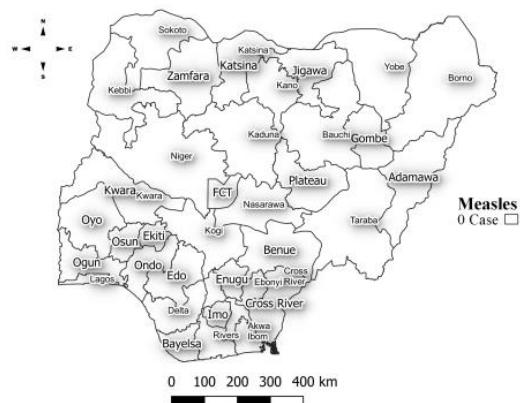 N
W E
S
Sokoto
Katsina
Katsina
Zamfara
Jigawa
Yobe
Borno
Kebbi
Kano
Kaduna
Bauchi
Gombe
Niger
Plateau
Adamawa
Kwara
Kwara
FCT
Nasarawa
Measles
0 Case
Oyo
Taraba
Kogi
Osun
Ekiti
Benue
Ogun
Ondo
Edo
Enugu
Cross
Ebonyi
River
Lagos
Cross River
Delta
Imo
Akwa
Ibom
Rivers
Bayelsa
0 100 200 300 400 km